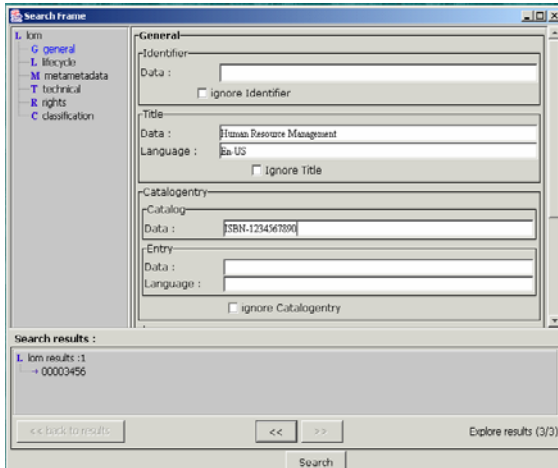 Search Frame
L lom
G general
L lifecycle
M metametadata
T technical
R rights
C classification
General
Identifier
Data :
ignore Identifier
Title
Data : Human Resource Management
Language : En-US
Ignore Title
Catalogentry
Catalog
Data : ISBN-1234567890
Entry
Data :
Language :
ignore Catalogentry
Search results :
L lom results :1
00003456
<< back to results
<< >>
Explore results (3/3)
Search